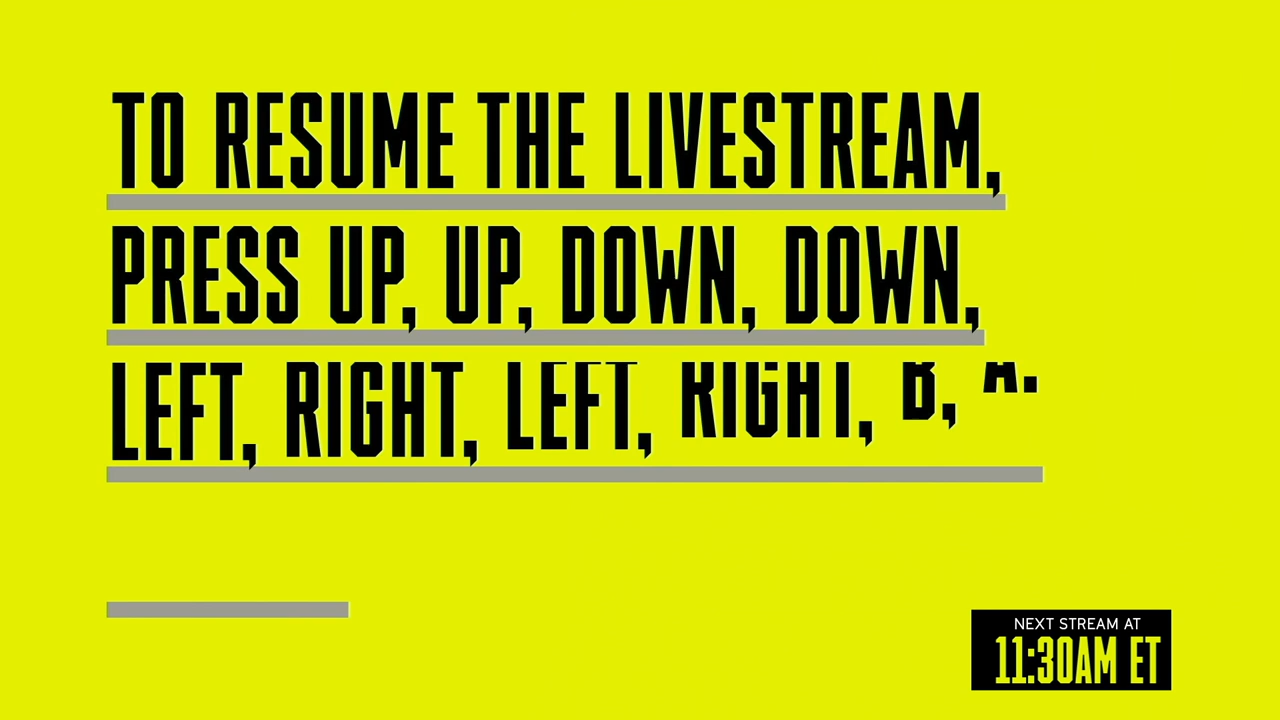 TO RESUME THE LIVESTREAM,
PRESS UP, UP, DOWN, DOWN,
LEFT, RIGHT, LEFT, RIGHT, B, A.
NEXT STREAM AT
11:30AM ET